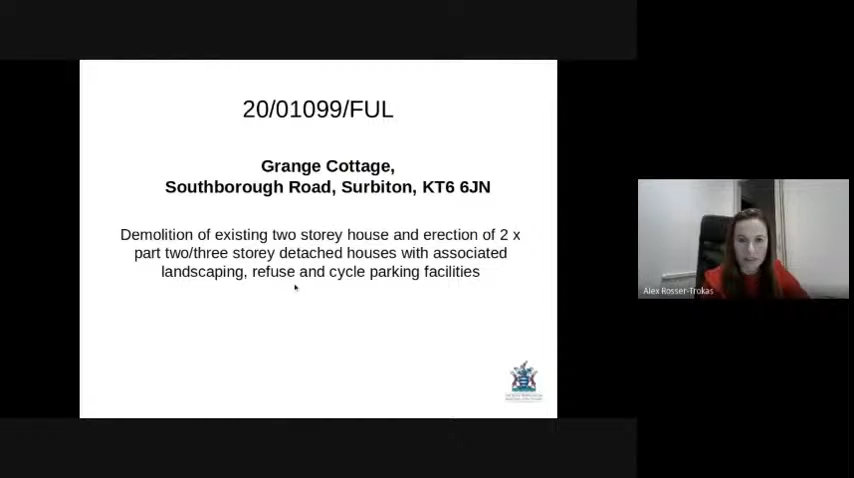 20/01099/FUL
Grange Cottage,
Southborough Road, Surbiton, KT6 6JN
Demolition of existing two storey house and erection of 2 x
part two/three storey detached houses with associated
landscaping, refuse and cycle parking facilities
Alex Rosser-Trokas